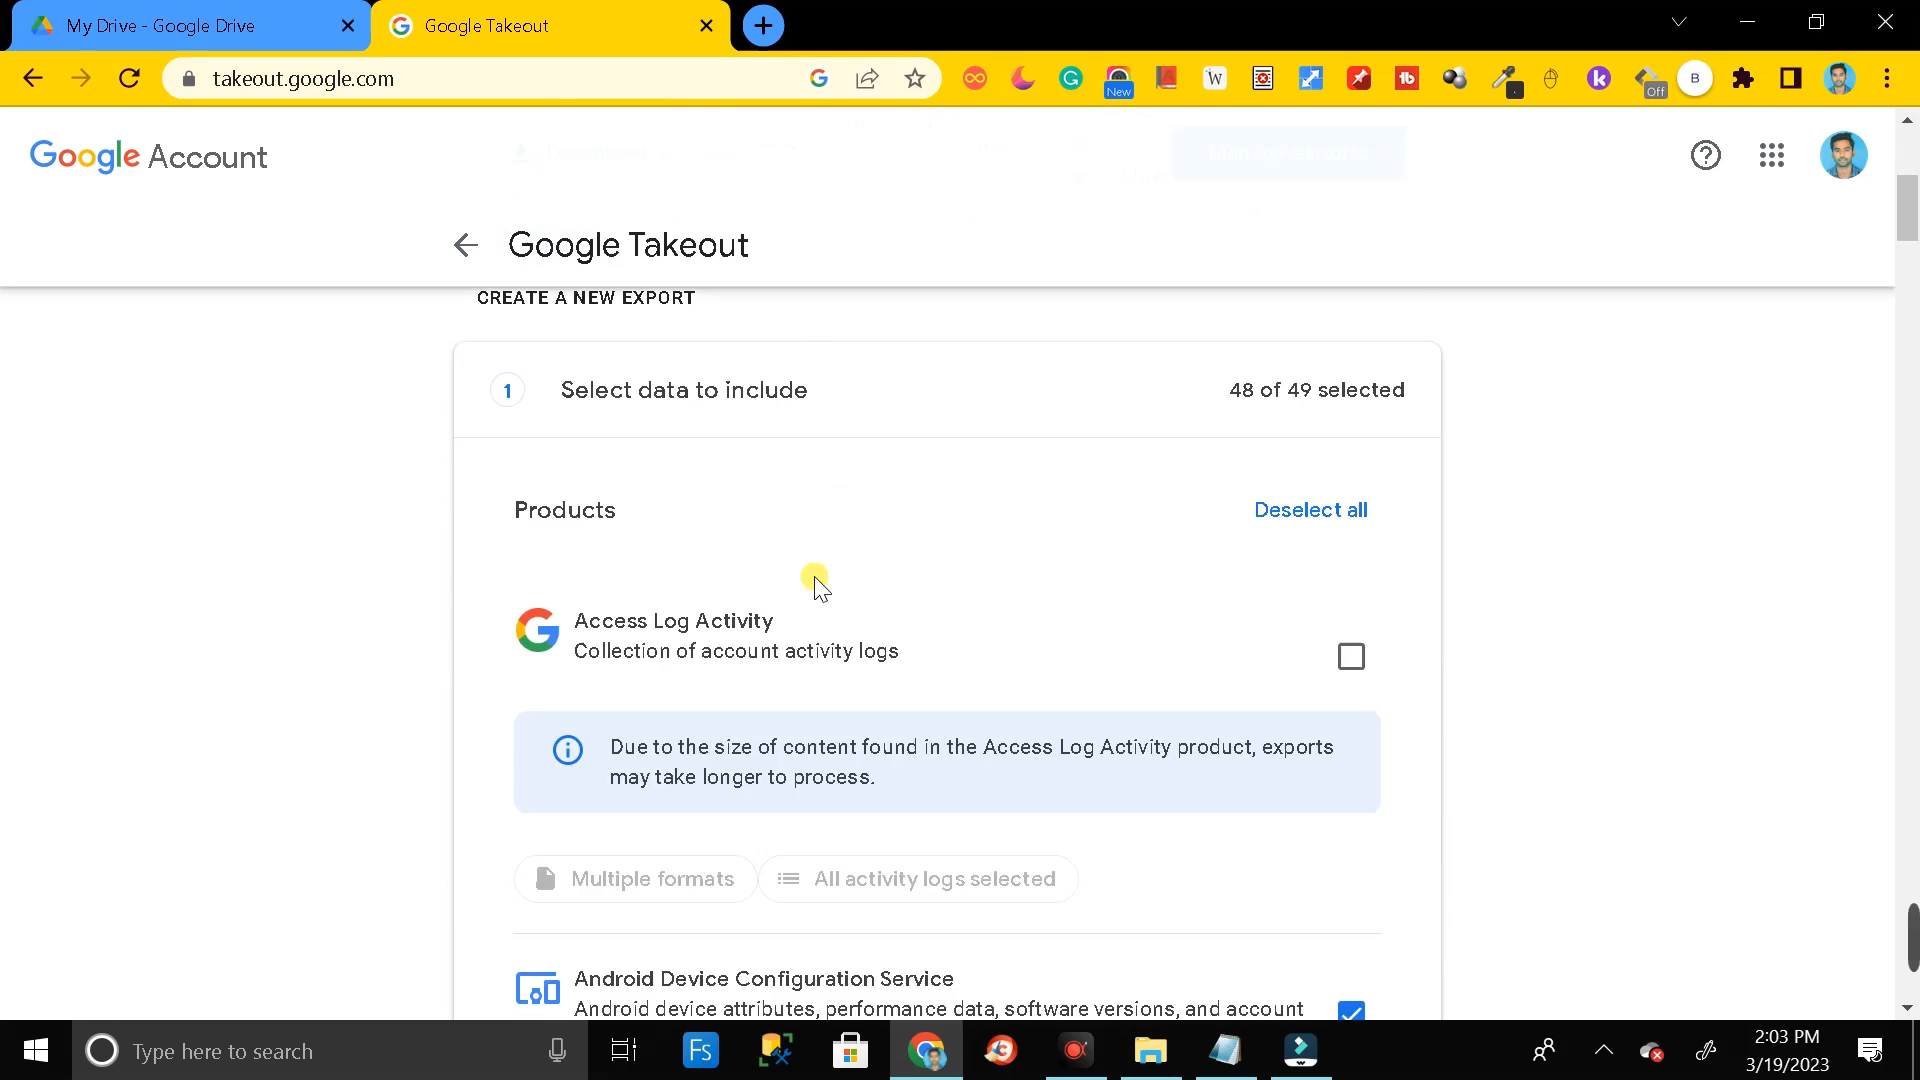 My Drive - Google Drive
Google Takeout
takeout.google.com
New
Off
B
Google Account
Google Takeout
CREATE A NEW EXPORT
1 Select data to include 48 of 49 selected
Products Deselect all
Access Log Activity
Collection of account activity logs
Due to the size of content found in the Access Log Activity product, exports
may take longer to process.
Multiple formats All activity logs selected
Android Device Configuration Service
Android device attributes, performance data, software versions, and account
Type here to search
Fs
2:03 PM
3/19/2023